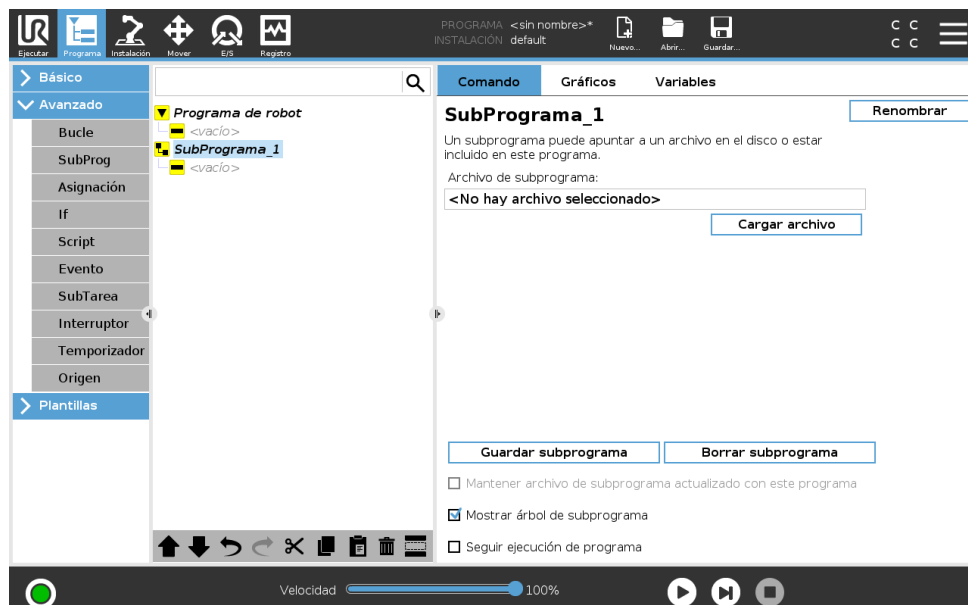 PROGRAMA <sin nombre>*
INSTALACIÓN default
UR
Ejecutar Programa Instalación Mover E/S Registro
Nuevo... Abrir... Guardar...
C C
C C
Básico
Avanzado
Bucle
SubProg
Asignación
If
Script
Evento
SubTarea
Interruptor
Temporizador
Origen
Plantillas
Programa de robot
<vacío>
SubPrograma_1
<vacío>
Comando Gráficos Variables
SubPrograma_1
Renombrar
Un subprograma puede apuntar a un archivo en el disco o estar
incluido en este programa.
Archivo de subprograma:
<No hay archivo seleccionado>
Cargar archivo
Guardar subprograma Borrar subprograma
Mantener archivo de subprograma actualizado con este programa
Mostrar árbol de subprograma
Seguir ejecución de programa
Velocidad 100%